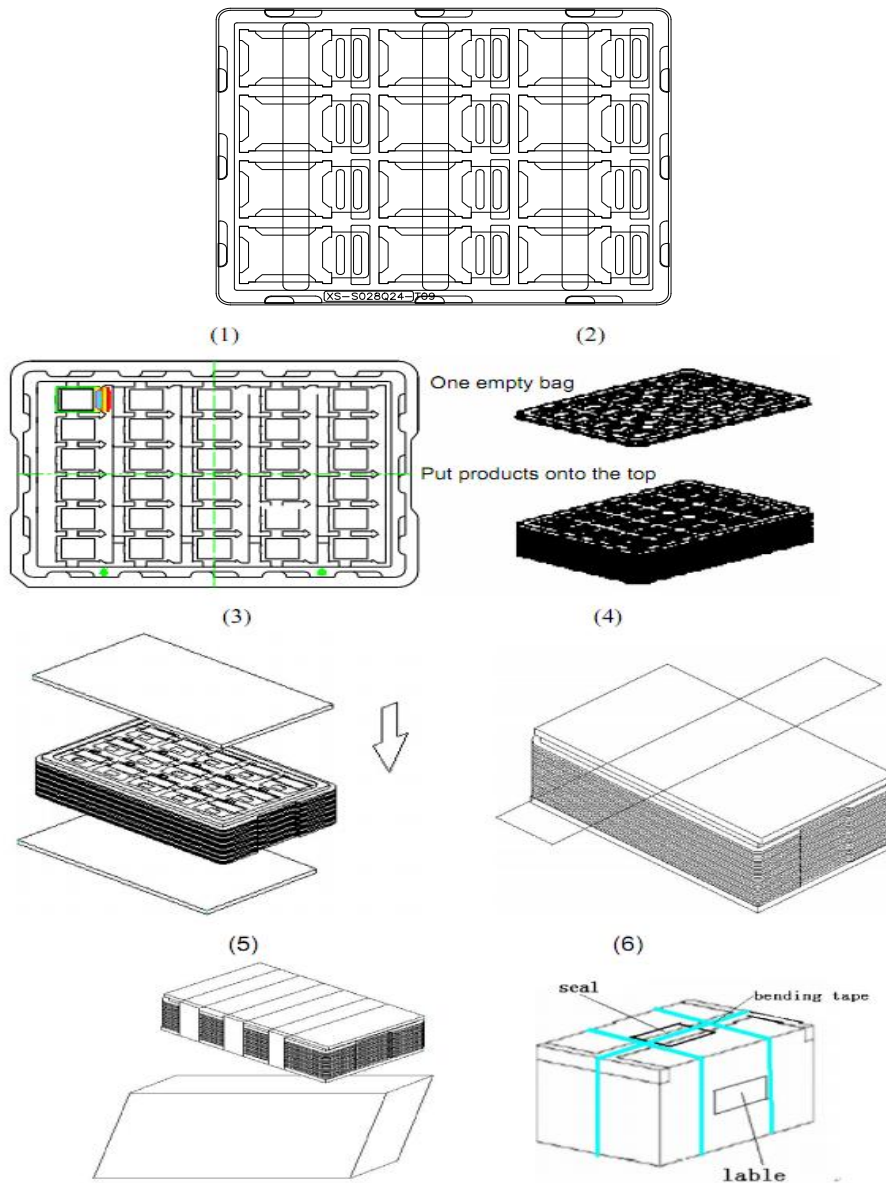 XS-S028Q24-T09
(1) (2)
One empty bag
Put products onto the top
(3) (4)
(5) (6)
seal
bending tape
lable